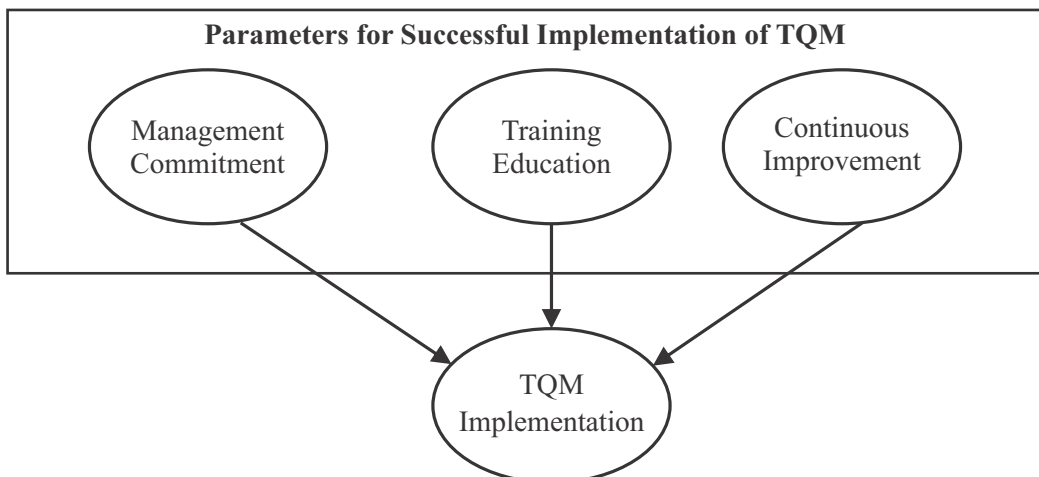 Parameters for Successful Implementation of TQM
Management
Commitment
Training
Education
Continuous
Improvement
TQM
Implementation